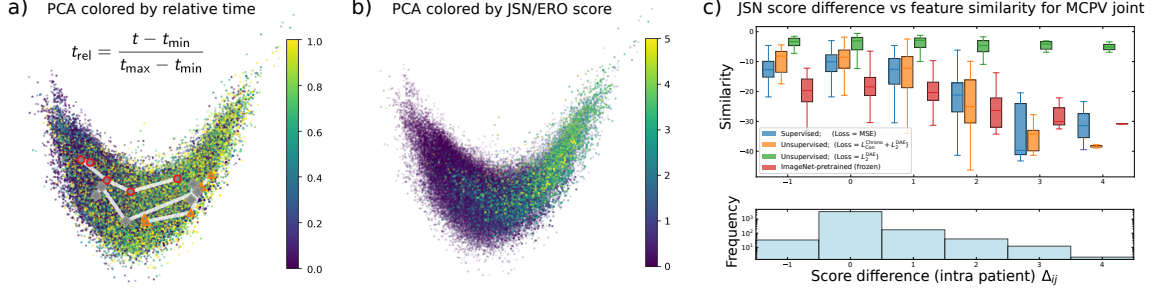 a) PCA colored by relative time
t_rel = (t − t_min) / (t_max − t_min)
1.0
0.8
0.6
0.4
0.2
0.0
b) PCA colored by JSN/ERO score
5
4
3
2
1
0
c) JSN score difference vs feature similarity for MCPV joint
Similarity
0
−10
−20
−30
−40
Supervised; (Loss = MSE)
Unsupervised; (Loss = L_Con^Chrono + L_2^DAE)
Unsupervised; (Loss = L_2^DAE)
ImageNet-pretrained (frozen)
−1 0 1 2 3 4
Frequency
10^3
10^1
−1 0 1 2 3 4
Score difference (intra patient) Δ_ij